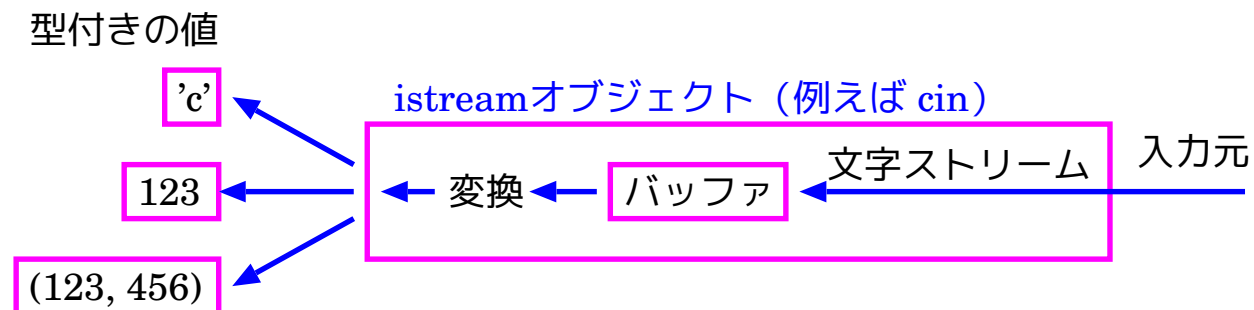 型付きの値
'c'
istreamオブジェクト（例えば cin）
入力元
文字ストリーム
123
変換
バッファ
(123, 456)